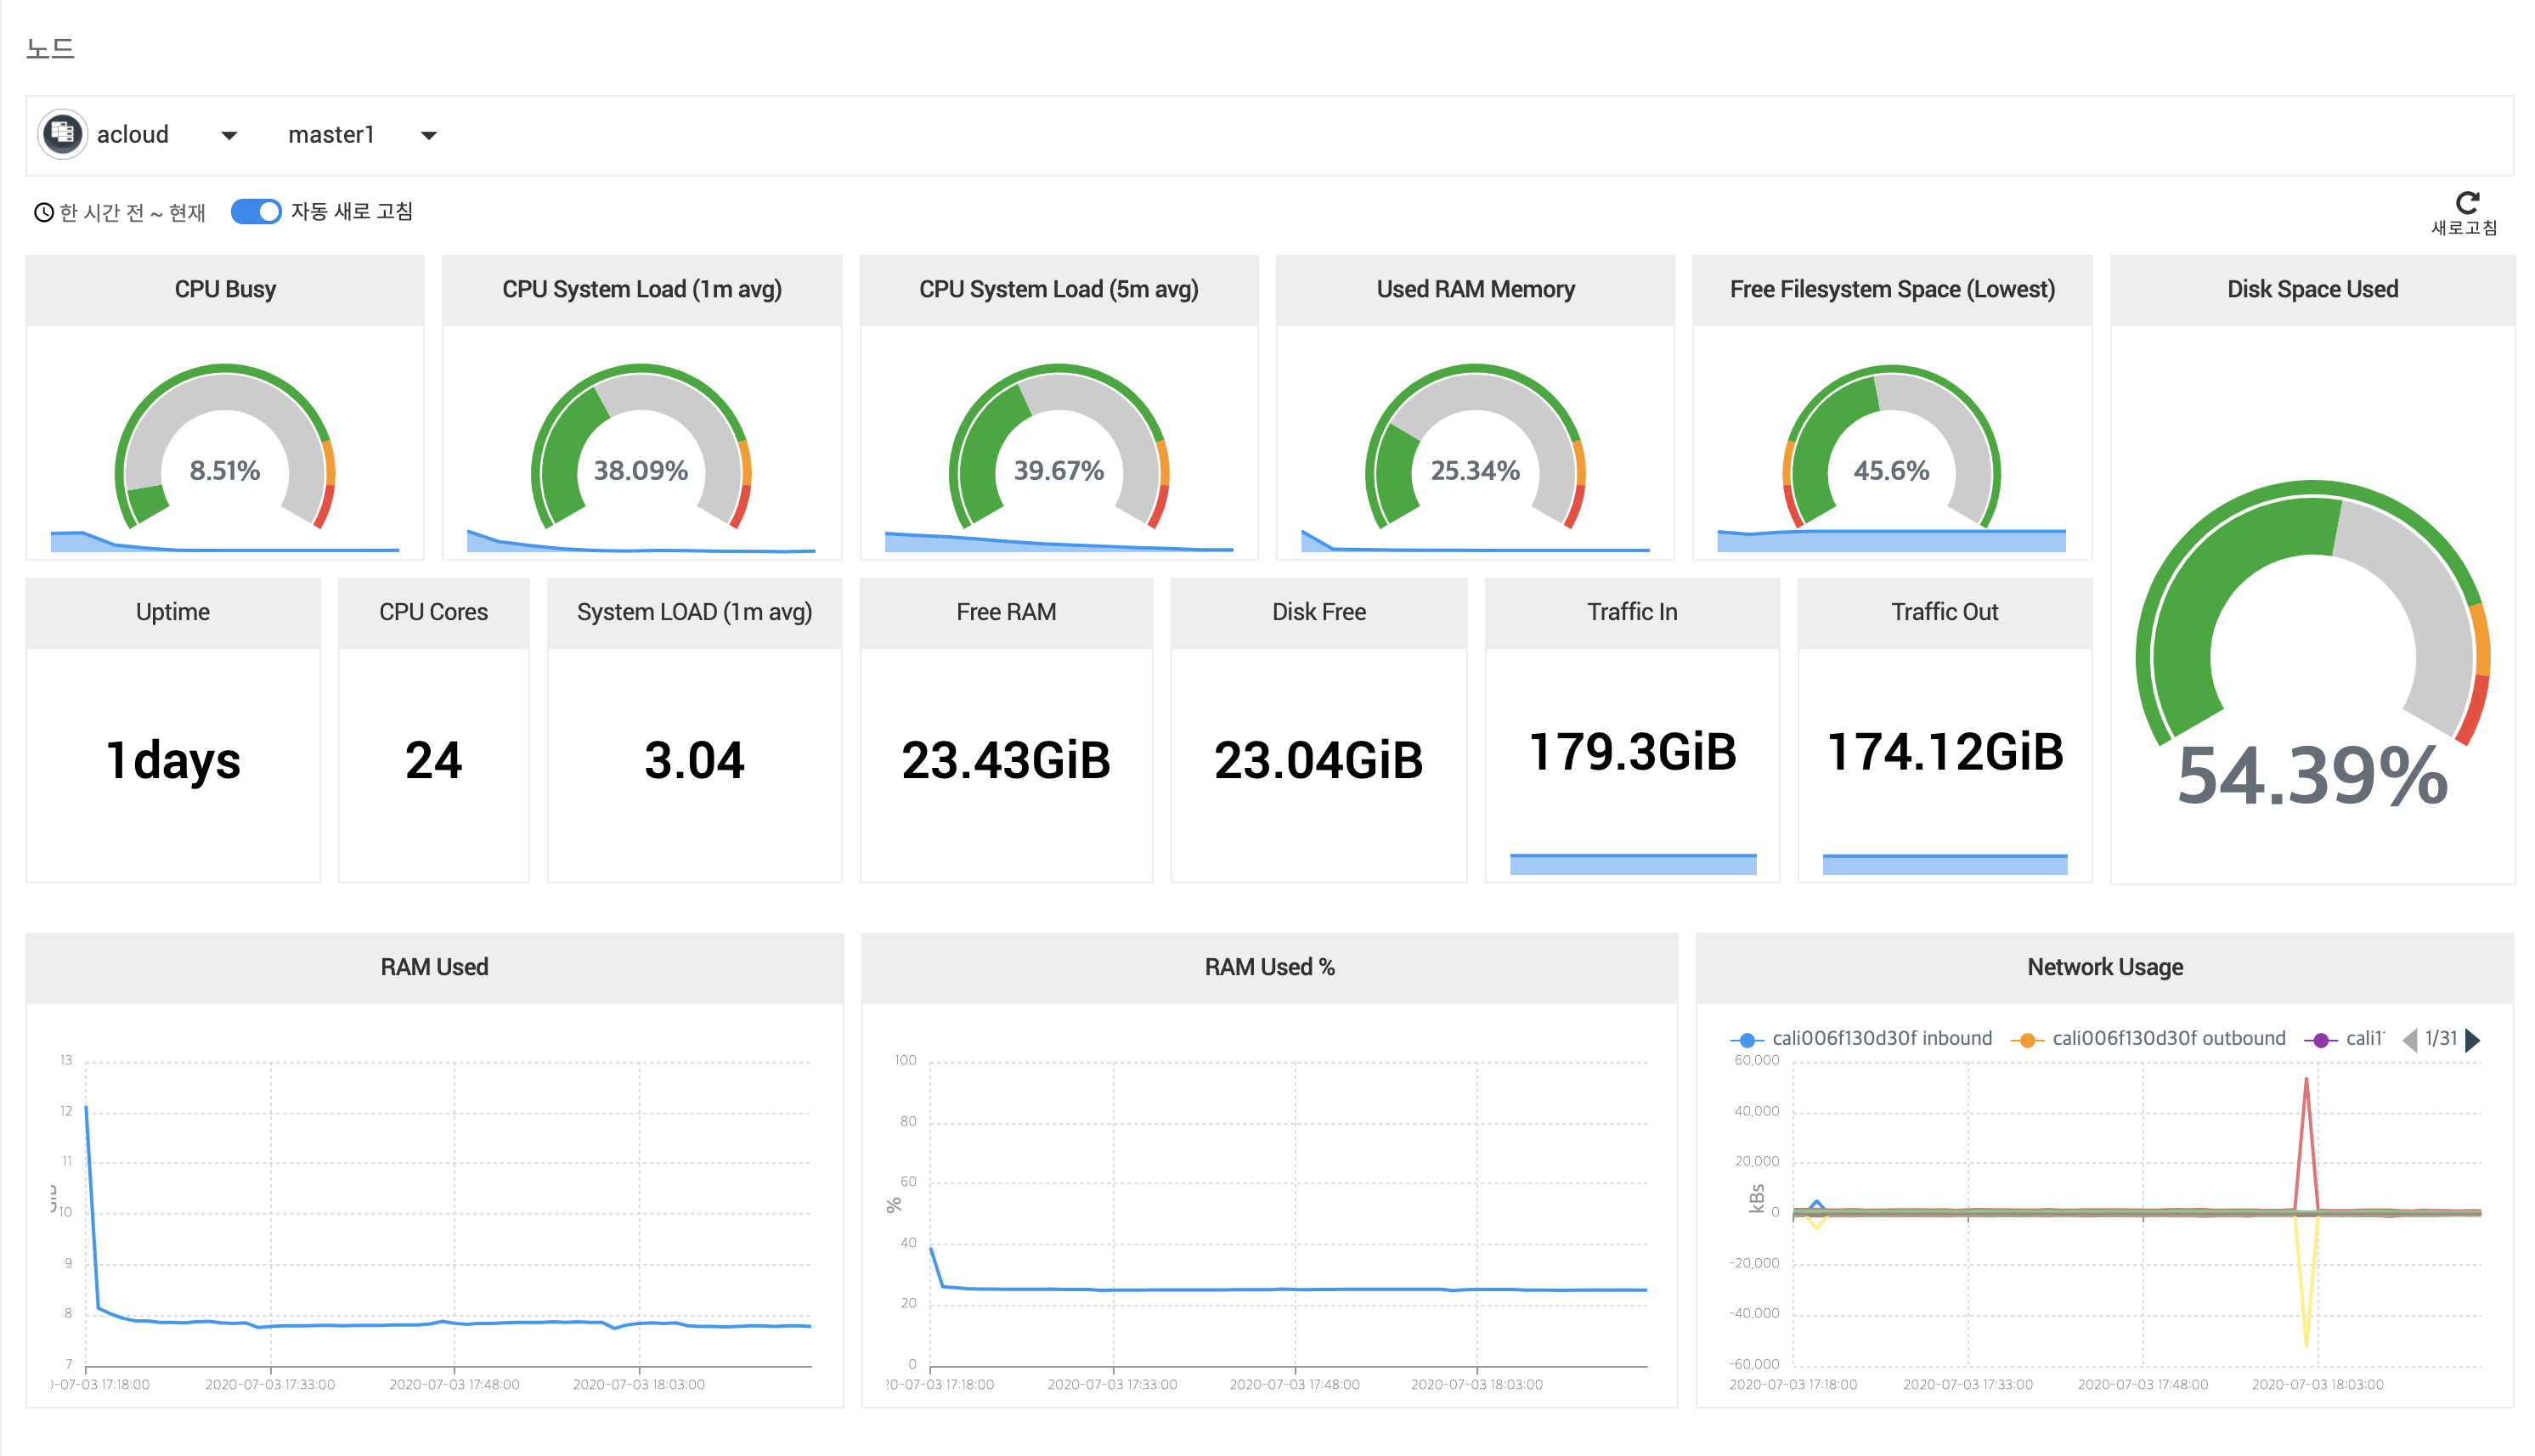 노드
acloud master1
한 시간 전 ~ 현재 자동 새로 고침
새로고침
CPU Busy
8.51%
CPU System Load (1m avg)
38.09%
CPU System Load (5m avg)
39.67%
Used RAM Memory
25.34%
Free Filesystem Space (Lowest)
45.6%
Disk Space Used
54.39%
Uptime
1days
CPU Cores
24
System LOAD (1m avg)
3.04
Free RAM
23.43GiB
Disk Free
23.04GiB
Traffic In
179.3GiB
Traffic Out
174.12GiB
RAM Used
13
12
11
10
9
8
7
-07-03 17:18:00 2020-07-03 17:33:00 2020-07-03 17:48:00 2020-07-03 18:03:00
RAM Used %
%
100
80
60
40
20
0
20-07-03 17:18:00 2020-07-03 17:33:00 2020-07-03 17:48:00 2020-07-03 18:03:00
Network Usage
cali006f130d30f inbound cali006f130d30f outbound 1/31
kBs
60,000
40,000
20,000
0
-20,000
-40,000
-60,000
2020-07-03 17:18:00 2020-07-03 17:33:00 2020-07-03 17:48:00 2020-07-03 18:03:00